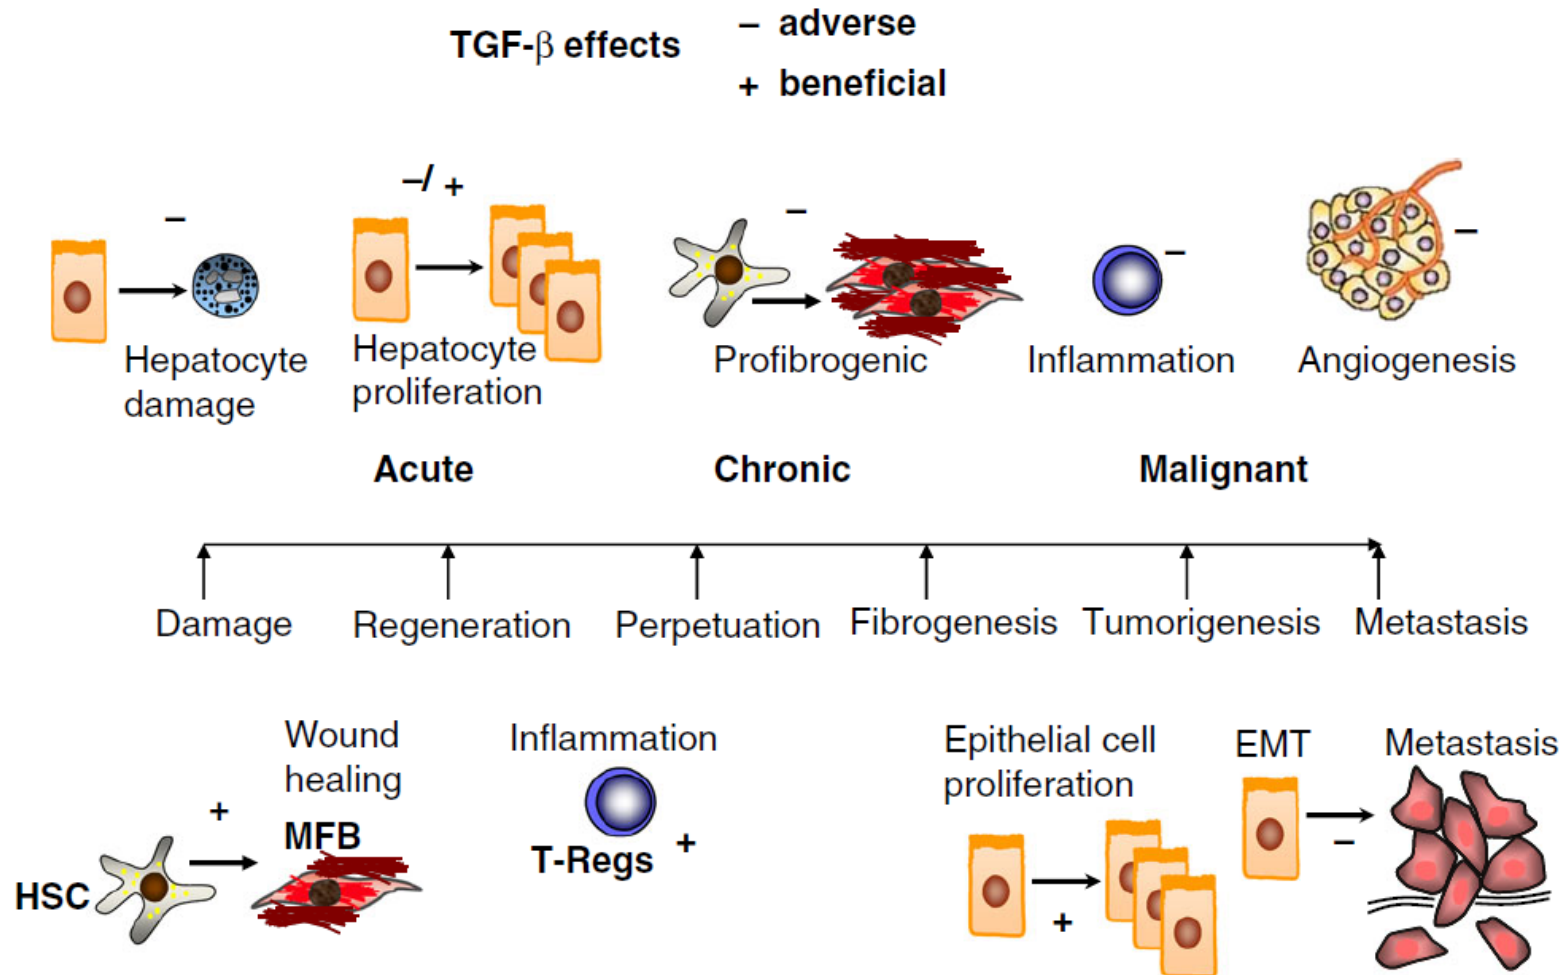 TGF-β effects
– adverse
+ beneficial
–
–/ +
–
–
–
Hepatocyte
damage
Hepatocyte
proliferation
Profibrogenic
Inflammation
Angiogenesis
Acute
Chronic
Malignant
Damage
Regeneration
Perpetuation
Fibrogenesis
Tumorigenesis
Metastasis
Wound
healing
+
MFB
HSC
Inflammation
T-Regs +
Epithelial cell
proliferation
+
EMT
–
Metastasis